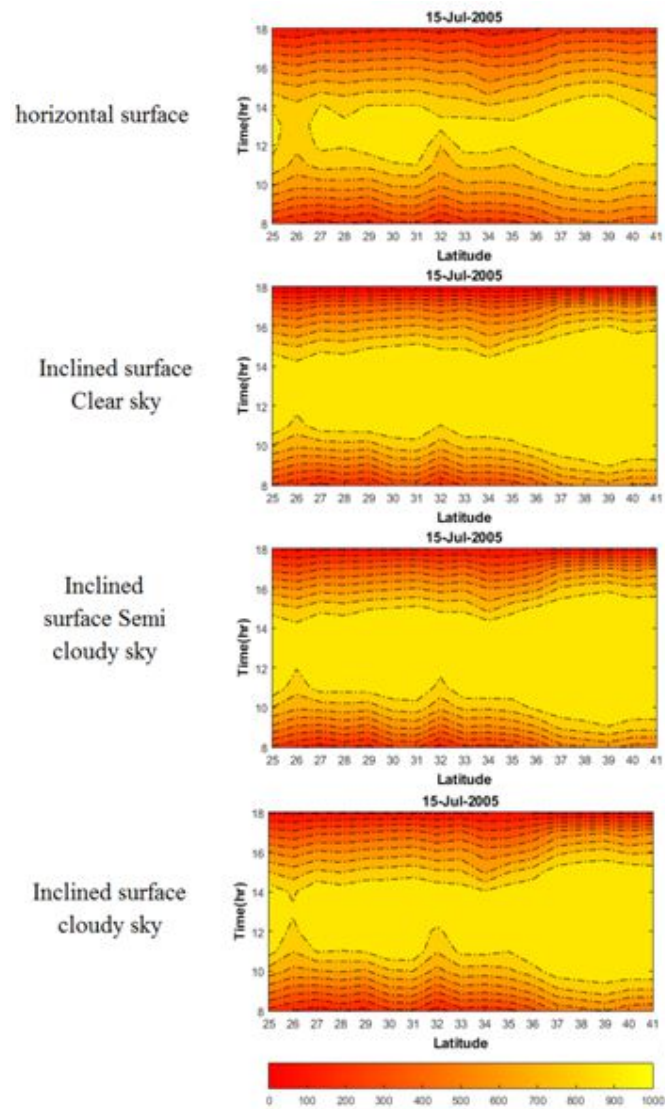 15-Jul-2005
horizontal surface
Time(hr)
18
16
14
12
10
8
25 26 27 28 29 30 31 32 33 34 35 36 37 38 39 40 41
Latitude
15-Jul-2005
Inclined surface
Clear sky
Time(hr)
18
16
14
12
10
8
25 26 27 28 29 30 31 32 33 34 35 36 37 38 39 40 41
Latitude
15-Jul-2005
Inclined
surface Semi
cloudy sky
Time(hr)
18
16
14
12
10
8
25 26 27 28 29 30 31 32 33 34 35 36 37 38 39 40 41
Latitude
15-Jul-2005
Inclined surface
cloudy sky
Time(hr)
18
16
14
12
10
8
25 26 27 28 29 30 31 32 33 34 35 36 37 38 39 40 41
Latitude
0 100 200 300 400 500 600 700 800 900 1000